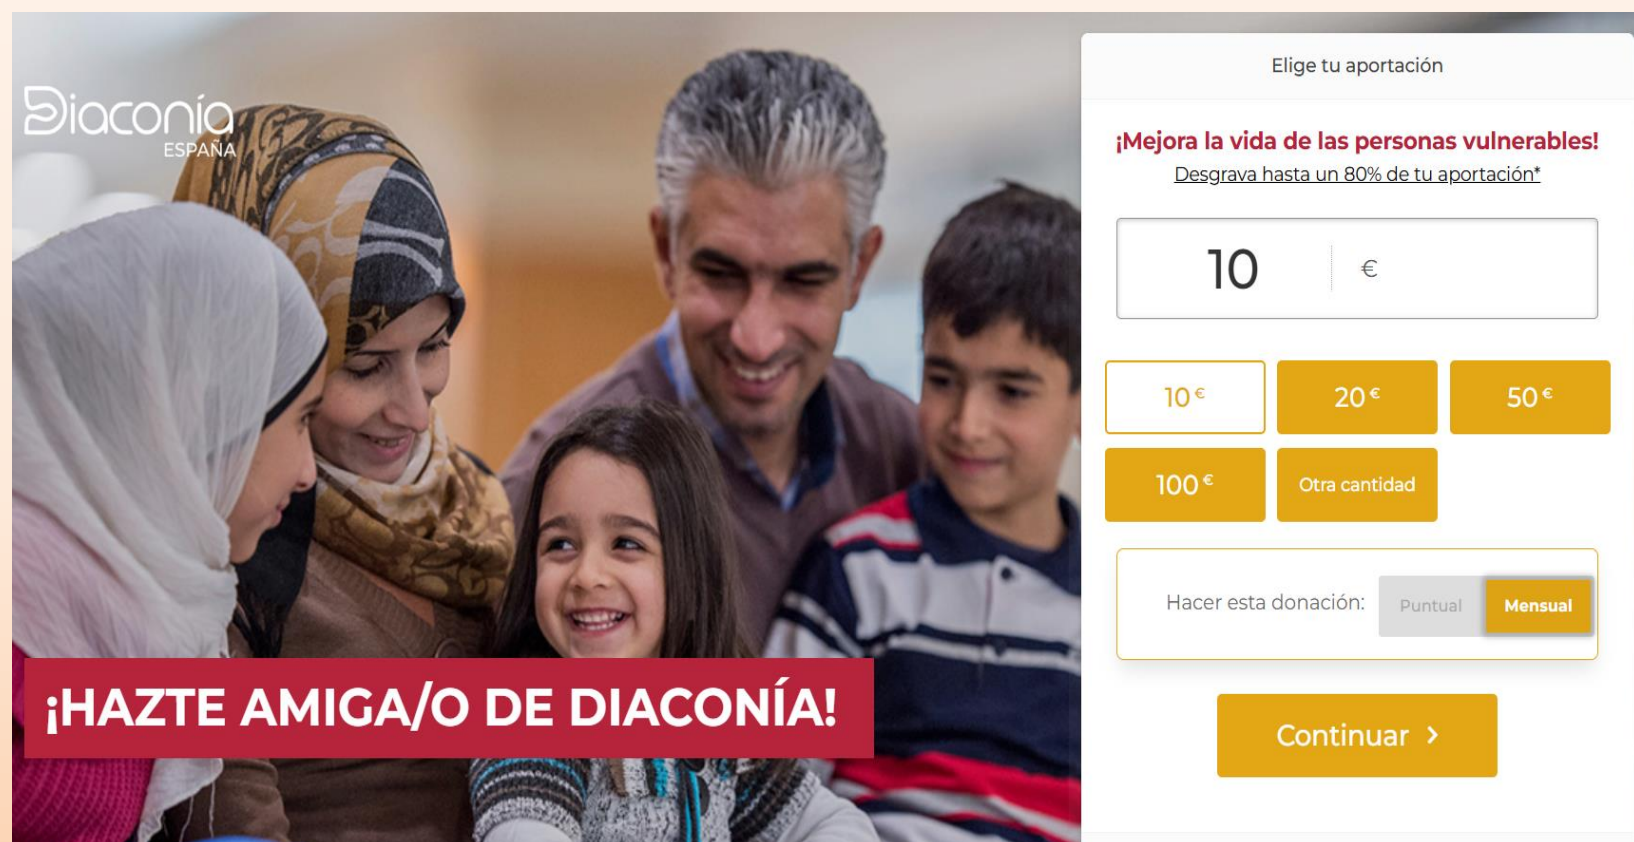 Diaconía
ESPAÑA
¡HAZTE AMIGA/O DE DIACONÍA!
Elige tu aportación
¡Mejora la vida de las personas vulnerables!
Desgrava hasta un 80% de tu aportación*
10 €
10 € 20 € 50 €
100 € Otra cantidad
Hacer esta donación: Puntual Mensual
Continuar >